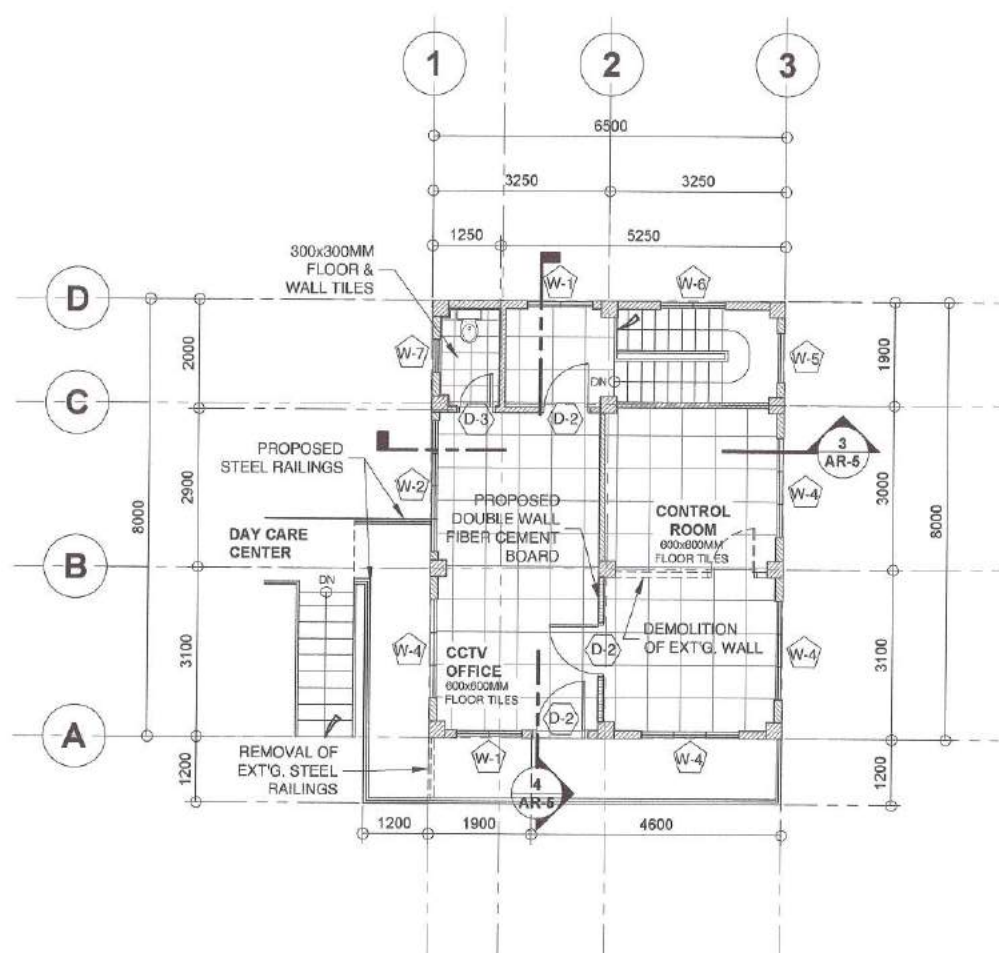 1
2
3
6500
3250
3250
1250
5250
300x300MM
FLOOR &
WALL TILES
W-1
W-6
D
2000
1900
W-7
W-5
DN
C
D-3
D-2
3
AR-5
PROPOSED
STEEL RAILINGS
2900
8000
W-2
PROPOSED
DOUBLE WALL
FIBER CEMENT
BOARD
CONTROL
ROOM
600x600MM
FLOOR TILES
W-4
3000
8000
DAY CARE
CENTER
B
DN
DEMOLITION
OF EXT'G. WALL
3100
W-4
CCTV
OFFICE
600x600MM
FLOOR TILES
D-2
W-4
3100
D-2
A
REMOVAL OF
EXT'G. STEEL
RAILINGS
W-1
W-4
1200
4
AR-5
1200
1200
1900
4600